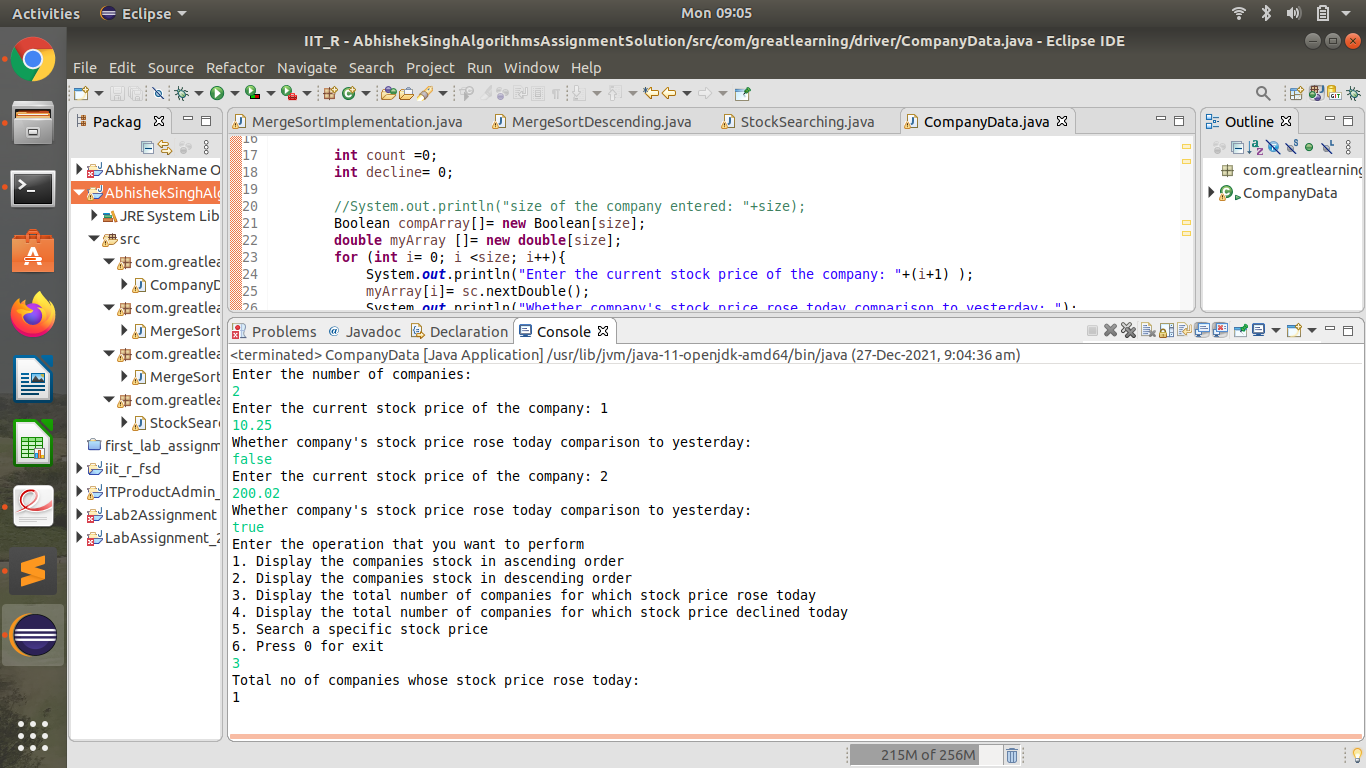 Activities Eclipse Mon 09:05
IIT_R - AbhishekSinghAlgorithmsAssignmentSolution/src/com/greatlearning/driver/CompanyData.java - Eclipse IDE
File Edit Source Refactor Navigate Search Project Run Window Help
Packag
AbhishekName O
AbhishekSinghAlg
JRE System Lib
src
com.greatlea
CompanyD
com.greatlea
MergeSort
com.greatlea
MergeSort
com.greatlea
StockSear
first_lab_assignm
iit_r_fsd
ITProductAdmin_
Lab2Assignment
LabAssignment_2
MergeSortImplementation.java MergeSortDescending.java StockSearching.java CompanyData.java
16
17 int count =0;
18 int decline= 0;
19
20 //System.out.println("size of the company entered: "+size);
21 Boolean compArray[]= new Boolean[size];
22 double myArray []= new double[size];
23 for (int i= 0; i <size; i++){
24 System.out.println("Enter the current stock price of the company: "+(i+1) );
25 myArray[i]= sc.nextDouble();
26 System.out.println("Whether company's stock price rose today comparison to yesterday: ");
Outline
com.greatlearning
CompanyData
Problems Javadoc Declaration Console
<terminated> CompanyData [Java Application] /usr/lib/jvm/java-11-openjdk-amd64/bin/java (27-Dec-2021, 9:04:36 am)
Enter the number of companies:
2
Enter the current stock price of the company: 1
10.25
Whether company's stock price rose today comparison to yesterday:
false
Enter the current stock price of the company: 2
200.02
Whether company's stock price rose today comparison to yesterday:
true
Enter the operation that you want to perform
1. Display the companies stock in ascending order
2. Display the companies stock in descending order
3. Display the total number of companies for which stock price rose today
4. Display the total number of companies for which stock price declined today
5. Search a specific stock price
6. Press 0 for exit
3
Total no of companies whose stock price rose today:
1
215M of 256M